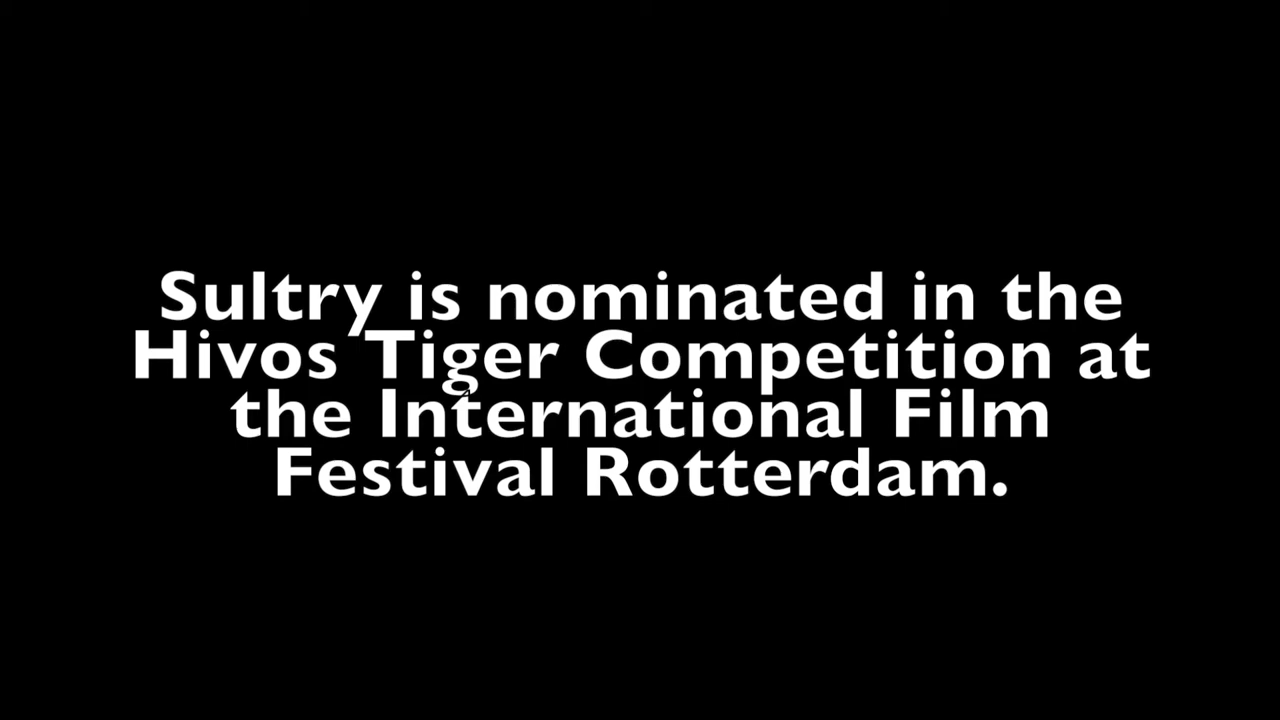 Sultry is nominated in the
Hivos Tiger Competition at
the International Film
Festival Rotterdam.